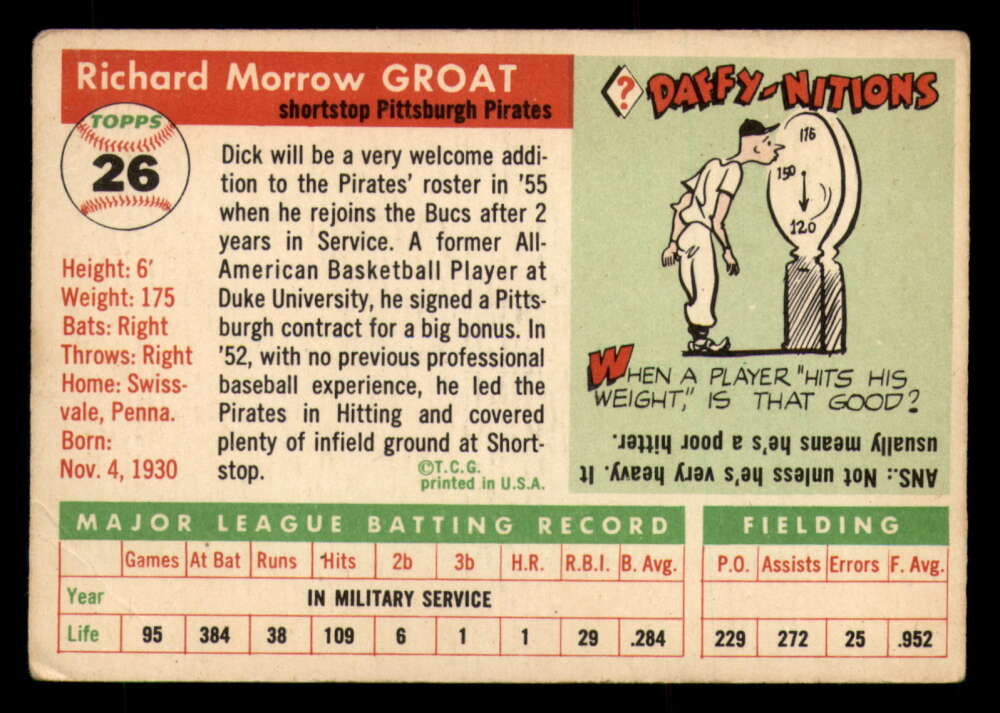 Richard Morrow GROAT
shortstop Pittsburgh Pirates
TOPPS
26
Height: 6'
Weight: 175
Bats: Right
Throws: Right
Home: Swiss-
vale, Penna.
Born:
Nov. 4, 1930
Dick will be a very welcome addi-
tion to the Pirates' roster in '55
when he rejoins the Bucs after 2
years in Service. A former All-
American Basketball Player at
Duke University, he signed a Pitts-
burgh contract for a big bonus. In
'52, with no previous professional
baseball experience, he led the
Pirates in Hitting and covered
plenty of infield ground at Short-
stop.
©T.C.G.
printed in U.S.A.
? DAFFY-NITIONS
176
150
120
WHEN A PLAYER "HITS HIS
WEIGHT," IS THAT GOOD?
ANS.: Not unless he's very heavy. It
usually means he's a poor hitter.
MAJOR LEAGUE BATTING RECORD
Games At Bat Runs Hits 2b 3b H.R. R.B.I. B. Avg.
Year IN MILITARY SERVICE
Life 95 384 38 109 6 1 1 29 .284
FIELDING
P.O. Assists Errors F. Avg.
229 272 25 .952